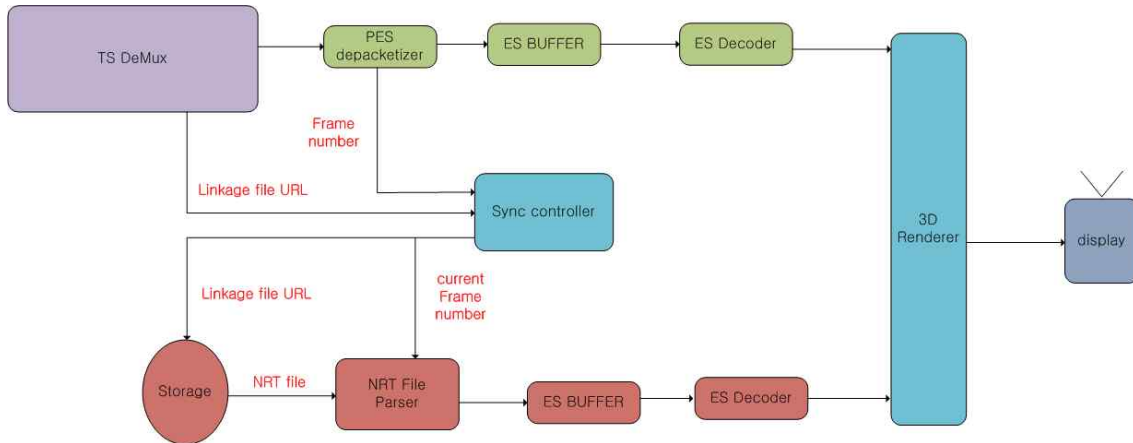 TS DeMux
PES
depacketizer
ES BUFFER
ES Decoder
Frame
number
Linkage file URL
Sync controller
3D
Renderer
display
Linkage file URL
current
Frame
number
Storage
NRT file
NRT File
Parser
ES BUFFER
ES Decoder